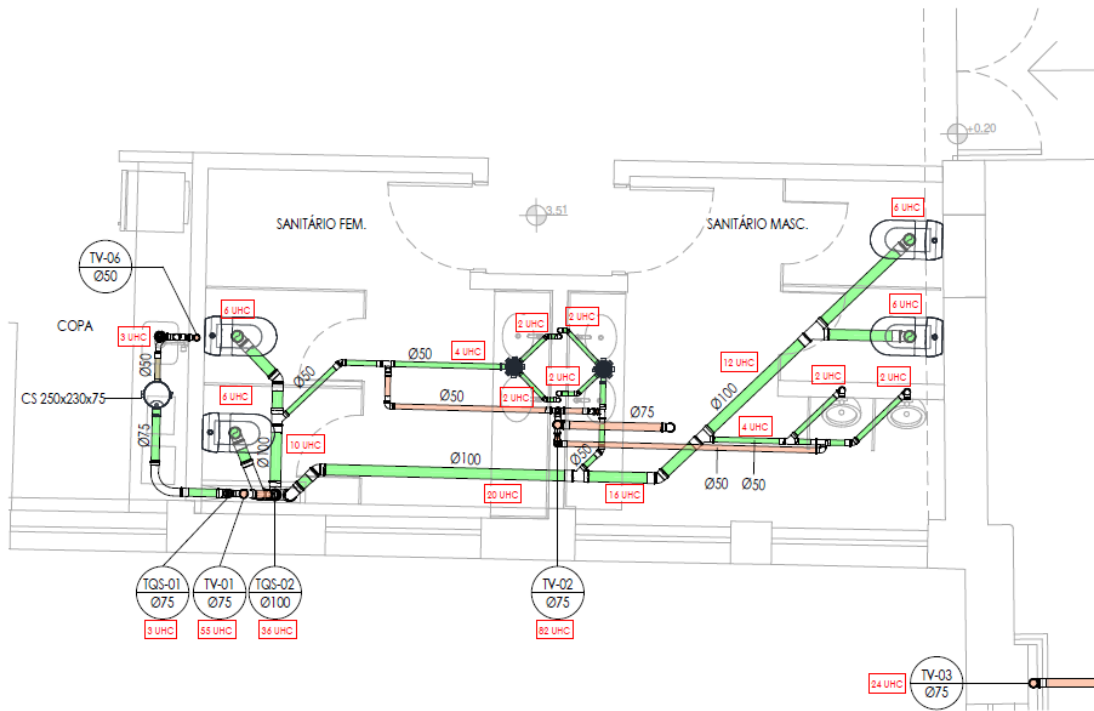 +0.20
3.51
SANITÁRIO FEM.
SANITÁRIO MASC.
6 UHC
TV-06
Ø50
COPA
3 UHC
6 UHC
2 UHC
2 UHC
6 UHC
4 UHC
Ø50
Ø50
Ø50
12 UHC
CS 250x230x75
6 UHC
2 UHC
2 UHC
2 UHC
2 UHC
Ø50
Ø100
Ø75
Ø75
Ø100
10 UHC
4 UHC
Ø50
Ø100
Ø50
Ø50
20 UHC
16 UHC
TQS-01
Ø75
TV-01
Ø75
TQS-02
Ø100
TV-02
Ø75
3 UHC
55 UHC
36 UHC
82 UHC
24 UHC
TV-03
Ø75